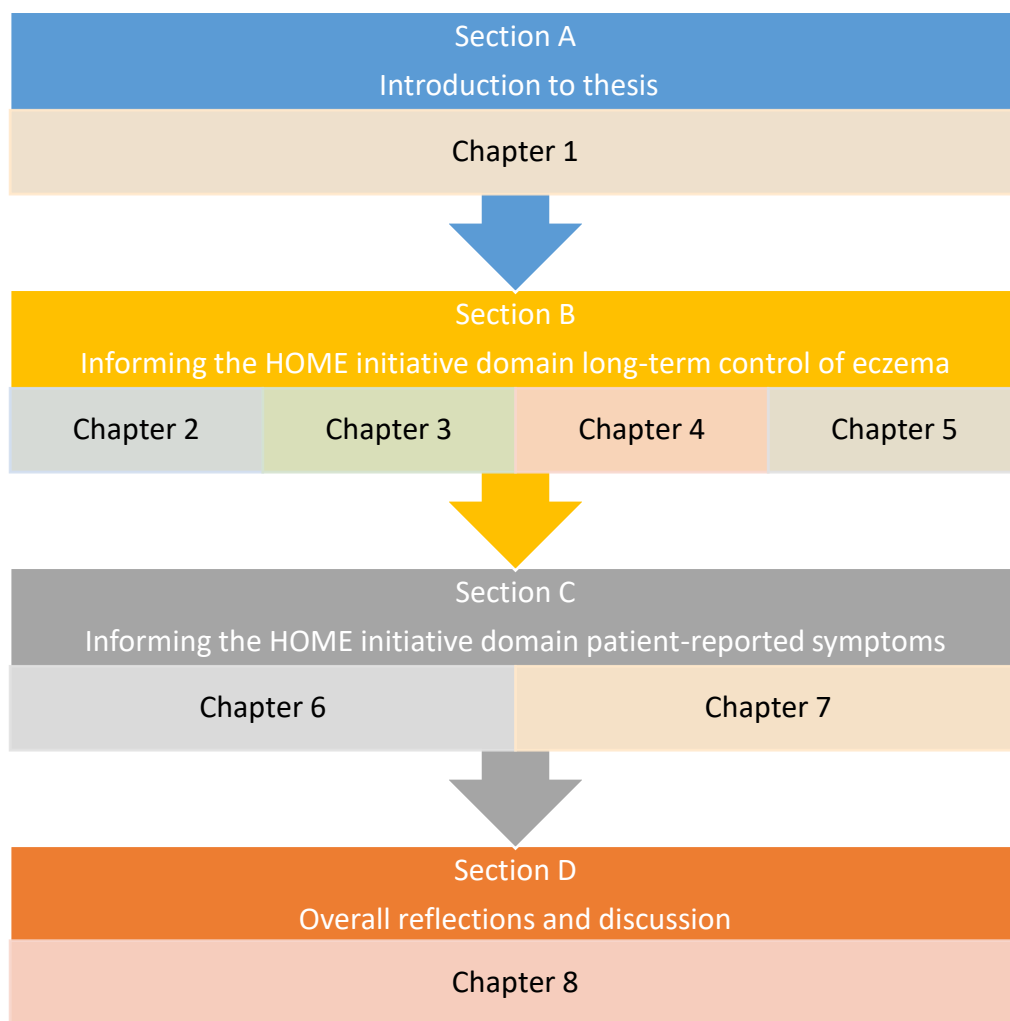 Section A
Introduction to thesis
Chapter 1
Section B
Informing the HOME initiative domain long-term control of eczema
Chapter 2
Chapter 3
Chapter 4
Chapter 5
Section C
Informing the HOME initiative domain patient-reported symptoms
Chapter 6
Chapter 7
Section D
Overall reflections and discussion
Chapter 8